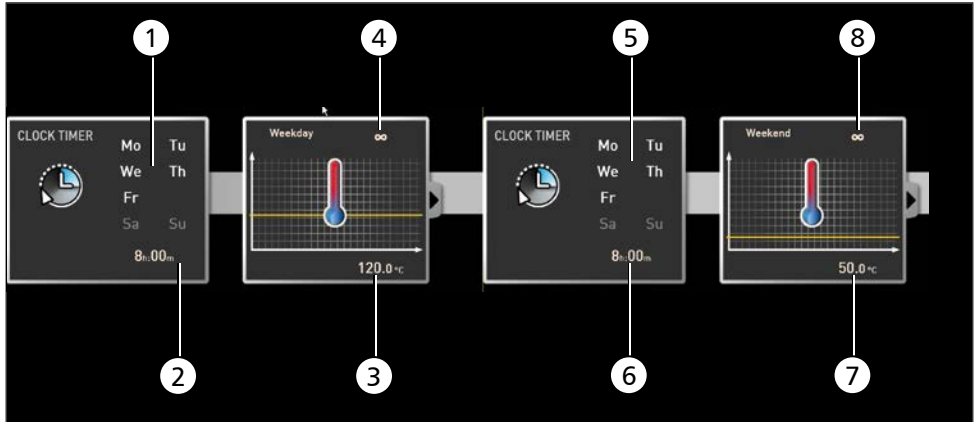 1
4
5
8
CLOCK TIMER
Mo Tu
We Th
Fr
Sa Su
8h:00m
Weekday ∞
120.0 °C
CLOCK TIMER
Mo Tu
We Th
Fr
Sa Su
8h:00m
Weekend ∞
50.0 °C
2
3
6
7